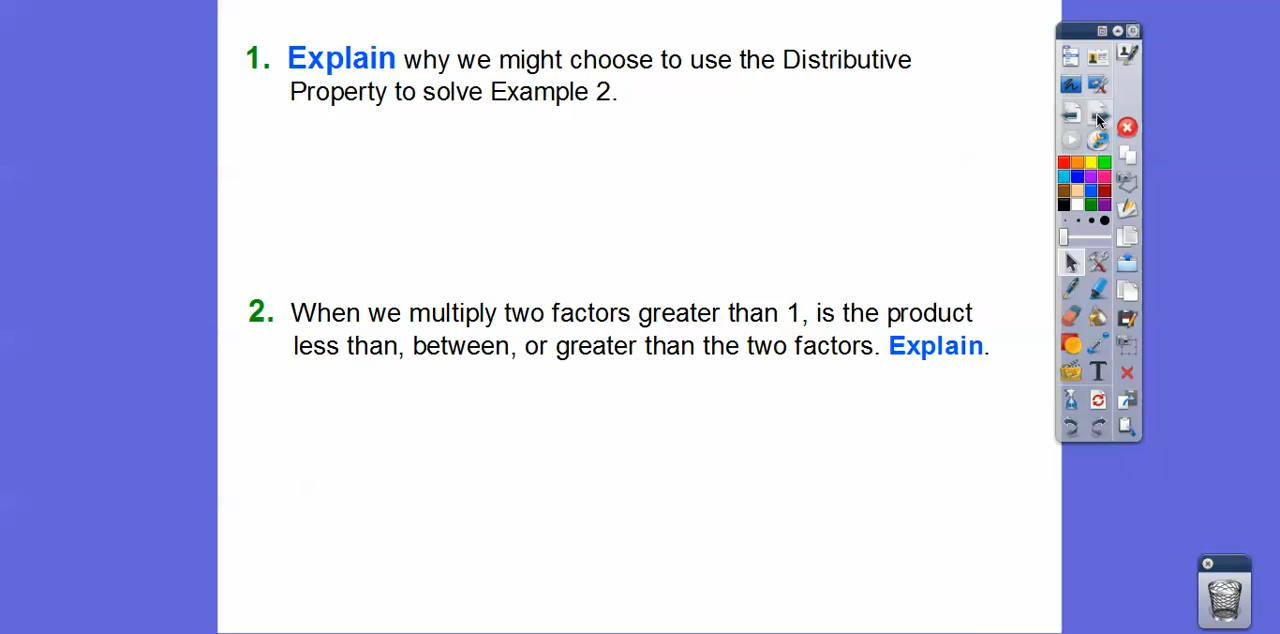 1. Explain why we might choose to use the Distributive
Property to solve Example 2.
2. When we multiply two factors greater than 1, is the product
less than, between, or greater than the two factors. Explain.
T